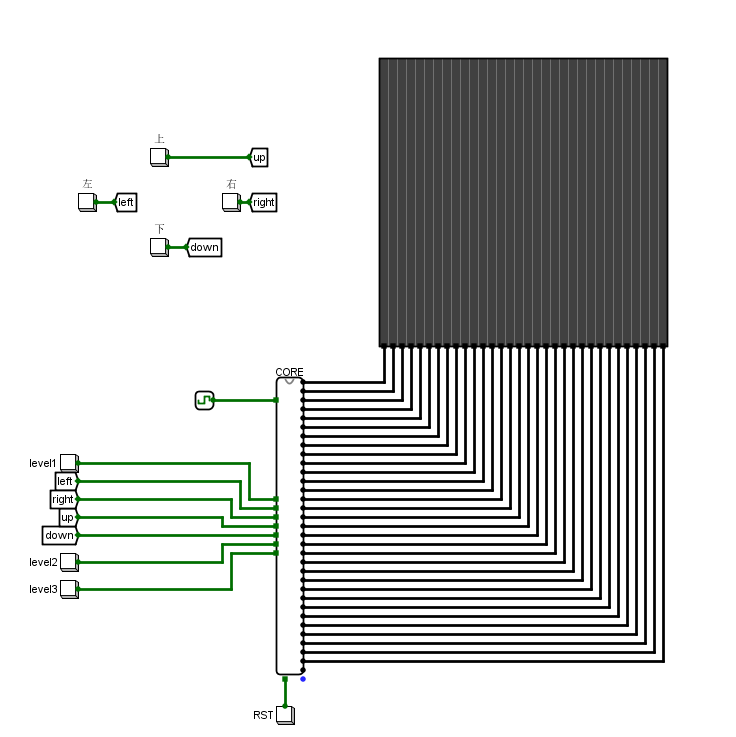 上
up
左
left
右
right
下
down
CORE
level1
left
right
up
down
level2
level3
RST